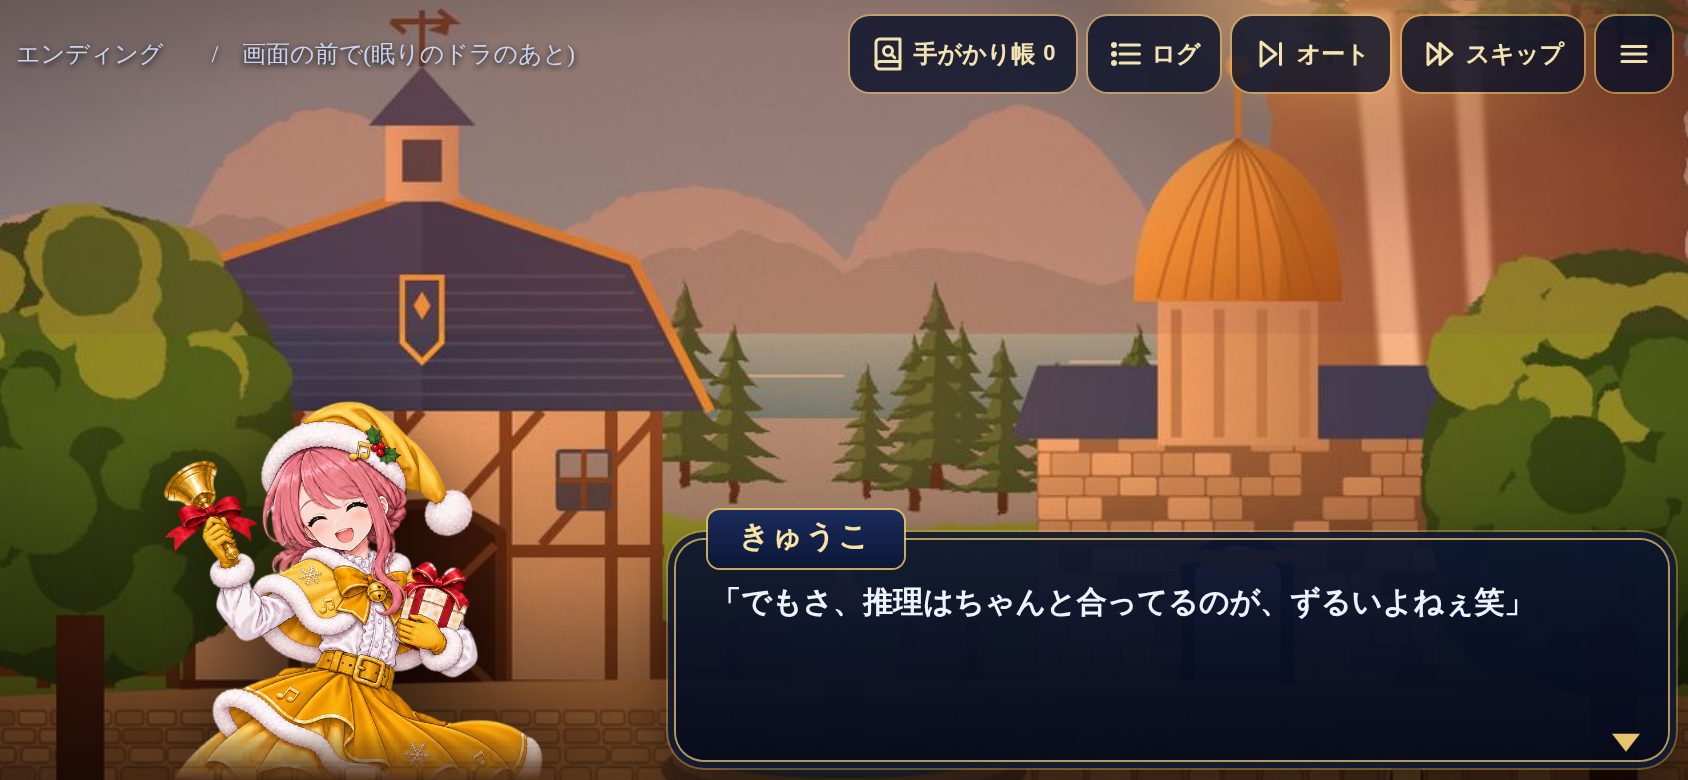 エンディング / 画面の前で(眠りのドラのあと)
手がかり帳 0
ログ
オート
スキップ
きゅうこ
「でもさ、推理はちゃんと合ってるのが、ずるいよねぇ笑」